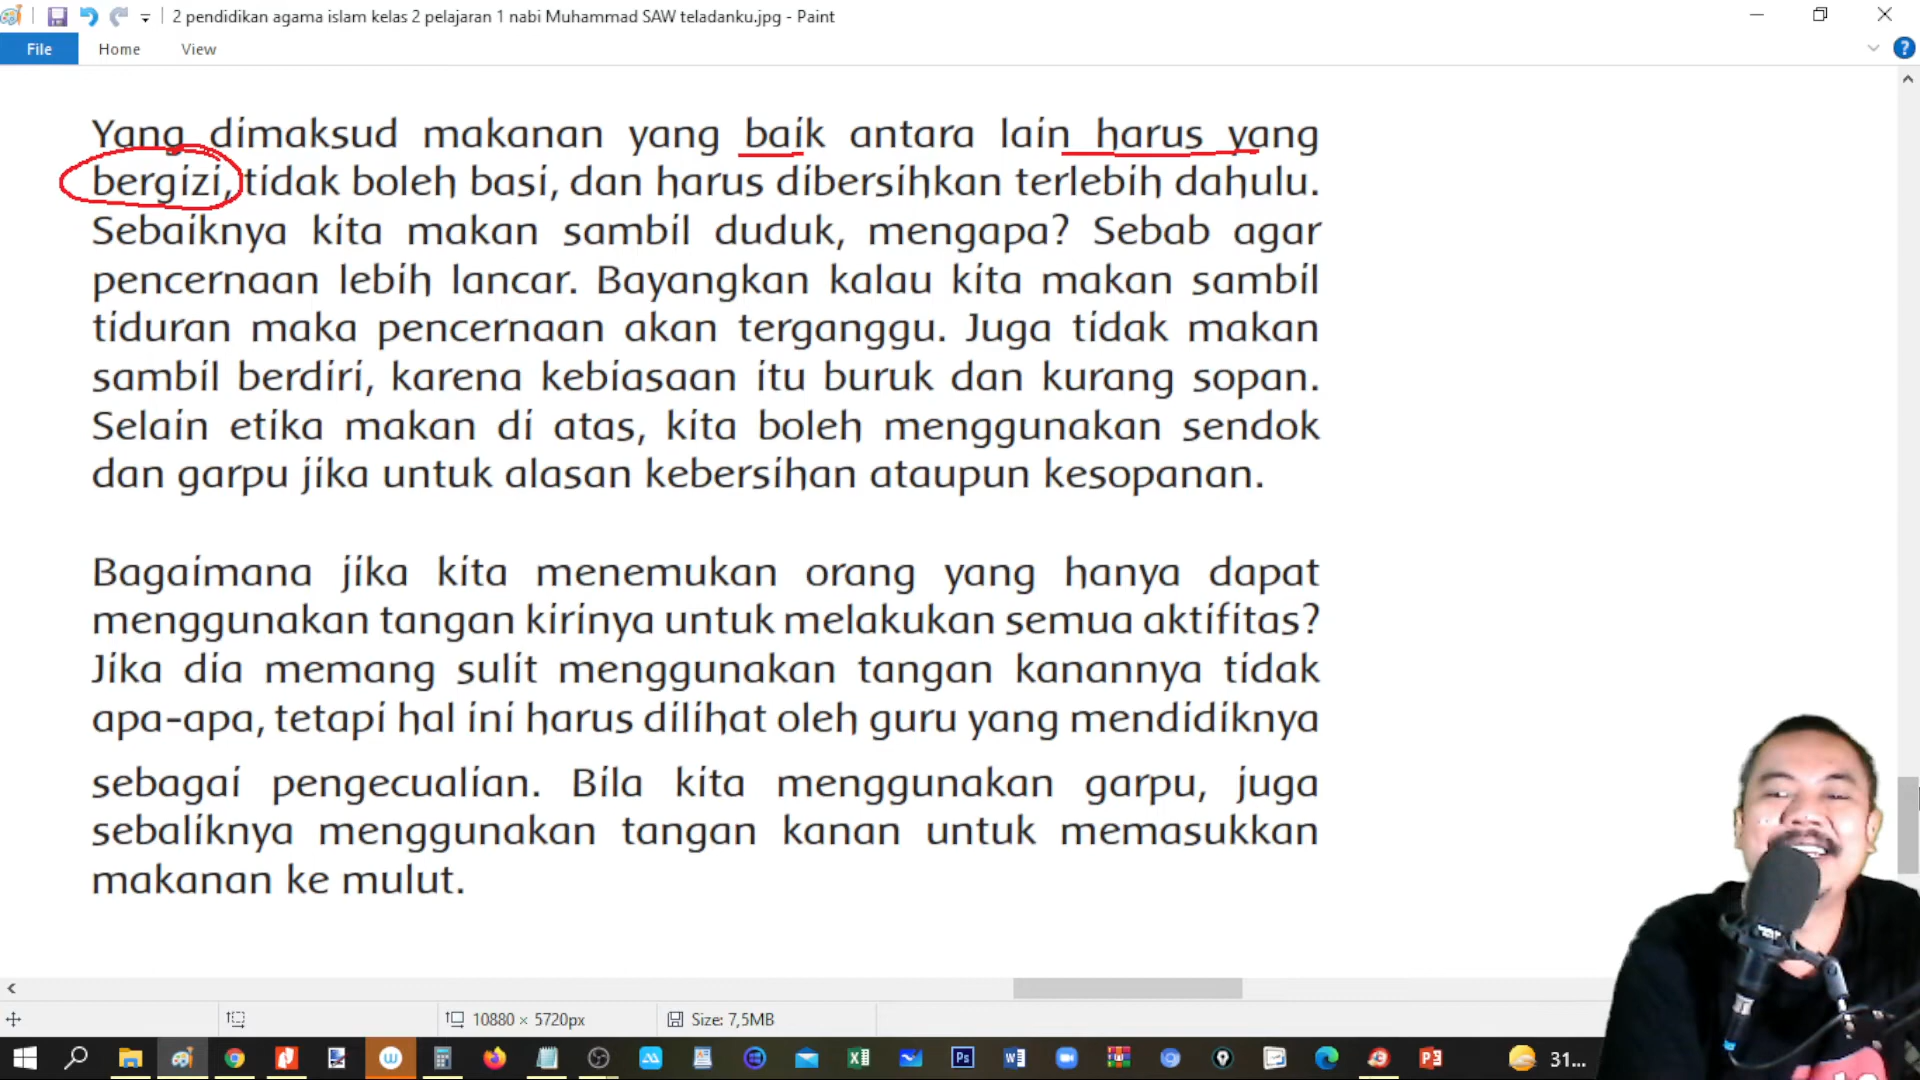 2 pendidikan agama islam kelas 2 pelajaran 1 nabi Muhammad SAW teladanku.jpg - Paint
File Home View
Yang dimaksud makanan yang baik antara lain harus yang
bergizi, tidak boleh basi, dan harus dibersihkan terlebih dahulu.
Sebaiknya kita makan sambil duduk, mengapa? Sebab agar
pencernaan lebih lancar. Bayangkan kalau kita makan sambil
tiduran maka pencernaan akan terganggu. Juga tidak makan
sambil berdiri, karena kebiasaan itu buruk dan kurang sopan.
Selain etika makan di atas, kita boleh menggunakan sendok
dan garpu jika untuk alasan kebersihan ataupun kesopanan.
Bagaimana jika kita menemukan orang yang hanya dapat
menggunakan tangan kirinya untuk melakukan semua aktifitas?
Jika dia memang sulit menggunakan tangan kanannya tidak
apa-apa, tetapi hal ini harus dilihat oleh guru yang mendidiknya
sebagai pengecualian. Bila kita menggunakan garpu, juga
sebaliknya menggunakan tangan kanan untuk memasukkan
makanan ke mulut.
10880 × 5720px Size: 7,5MB
31...